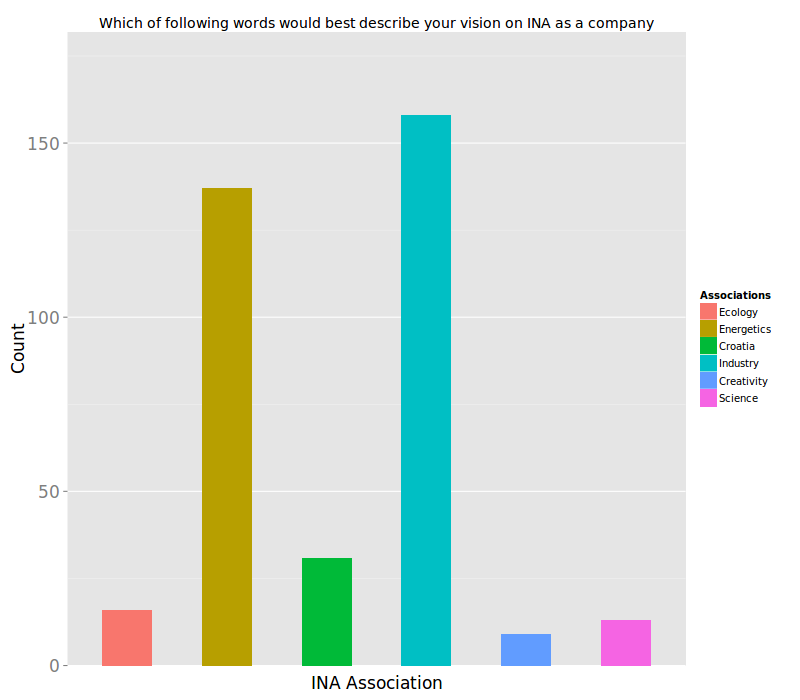 Which of following words would best describe your vision on INA as a company
150
100
50
0
Count
INA Association
Associations
Ecology
Energetics
Croatia
Industry
Creativity
Science